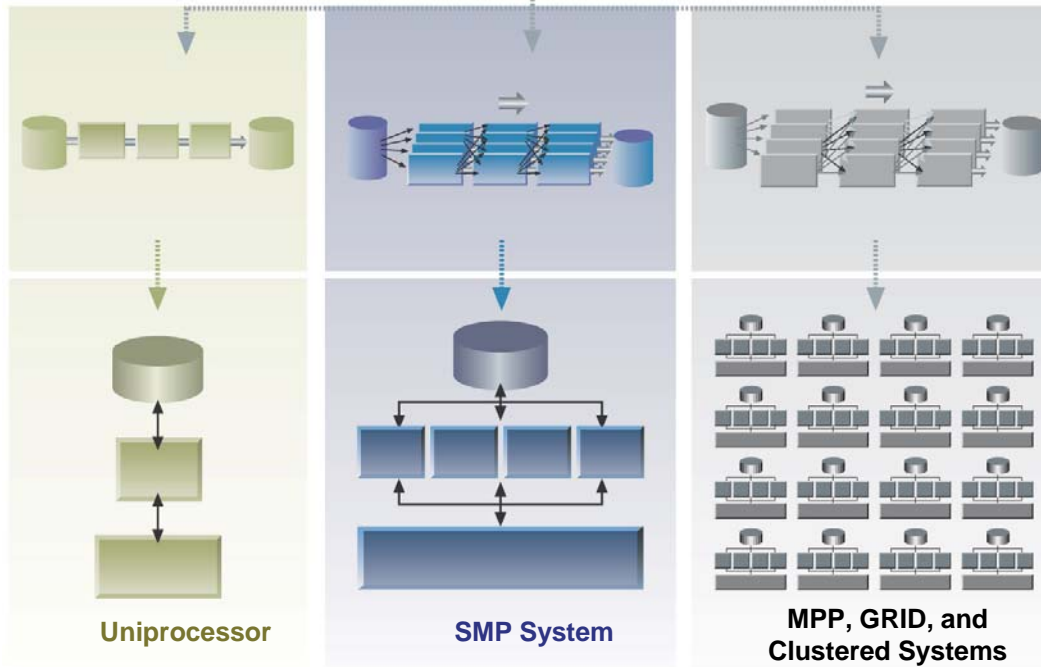 Uniprocessor
SMP System
MPP, GRID, and
Clustered Systems